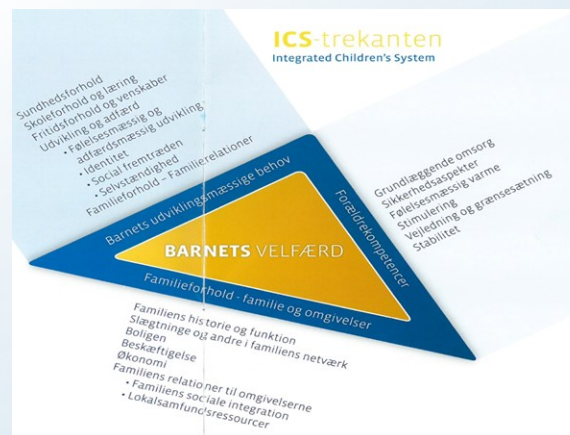 ICS-trekanten
Integrated Children's System
Sundhedsforhold
Skoleforhold og læring
Fritidsforhold og venskaber
Udvikling og adfærd
• Følelsesmæssig og
adfærdsmæssig udvikling
• Identitet
• Social fremtræden
• Selvstændighed
Familieforhold – Familierelationer
Barnets udviklingsmæssige behov
Forældrekompetencer
Grundlæggende omsorg
Sikkerhedsaspekter
Følelsesmæssig varme
Stimulering
Vejledning og grænsesætning
Stabilitet
BARNETS VELFÆRD
Familieforhold - familie og omgivelser
Familiens historie og funktion
Slægtninge og andre i familiens netværk
Boligen
Beskæftigelse
Økonomi
Familiens relationer til omgivelserne
• Familiens sociale integration
• Lokalsamfundsressourcer